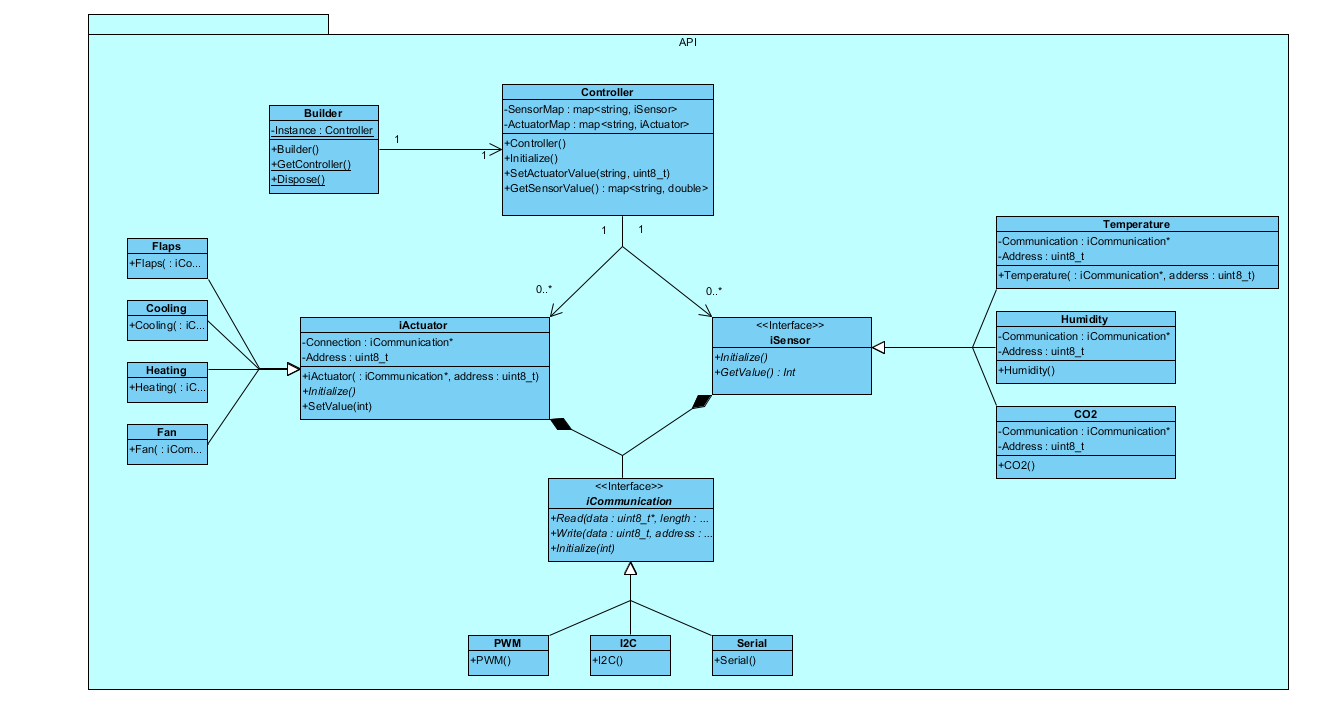 API
Builder
-Instance : Controller
+Builder()
+GetController()
+Dispose()
1
1
Controller
-SensorMap : map<string, iSensor>
-ActuatorMap : map<string, iActuator>
+Controller()
+Initialize()
+SetActuatorValue(string, uint8_t)
+GetSensorValue() : map<string, double>
1
1
0..*
0..*
Flaps
+Flaps( : iCo...
Cooling
+Cooling( : iC...
Heating
+Heating( : iC...
Fan
+Fan( : iCom...
iActuator
-Connection : iCommunication*
-Address : uint8_t
+iActuator( : iCommunication*, address : uint8_t)
+Initialize()
+SetValue(int)
<<Interface>>
iSensor
+Initialize()
+GetValue() : Int
Temperature
-Communication : iCommunication*
-Address : uint8_t
+Temperature( : iCommunication*, adderss : uint8_t)
Humidity
-Communication : iCommunication*
-Address : uint8_t
+Humidity()
CO2
-Communication : iCommunication*
-Address : uint8_t
+CO2()
<<Interface>>
iCommunication
+Read(data : uint8_t*, length : ...
+Write(data : uint8_t, address : ...
+Initialize(int)
PWM
+PWM()
I2C
+I2C()
Serial
+Serial()